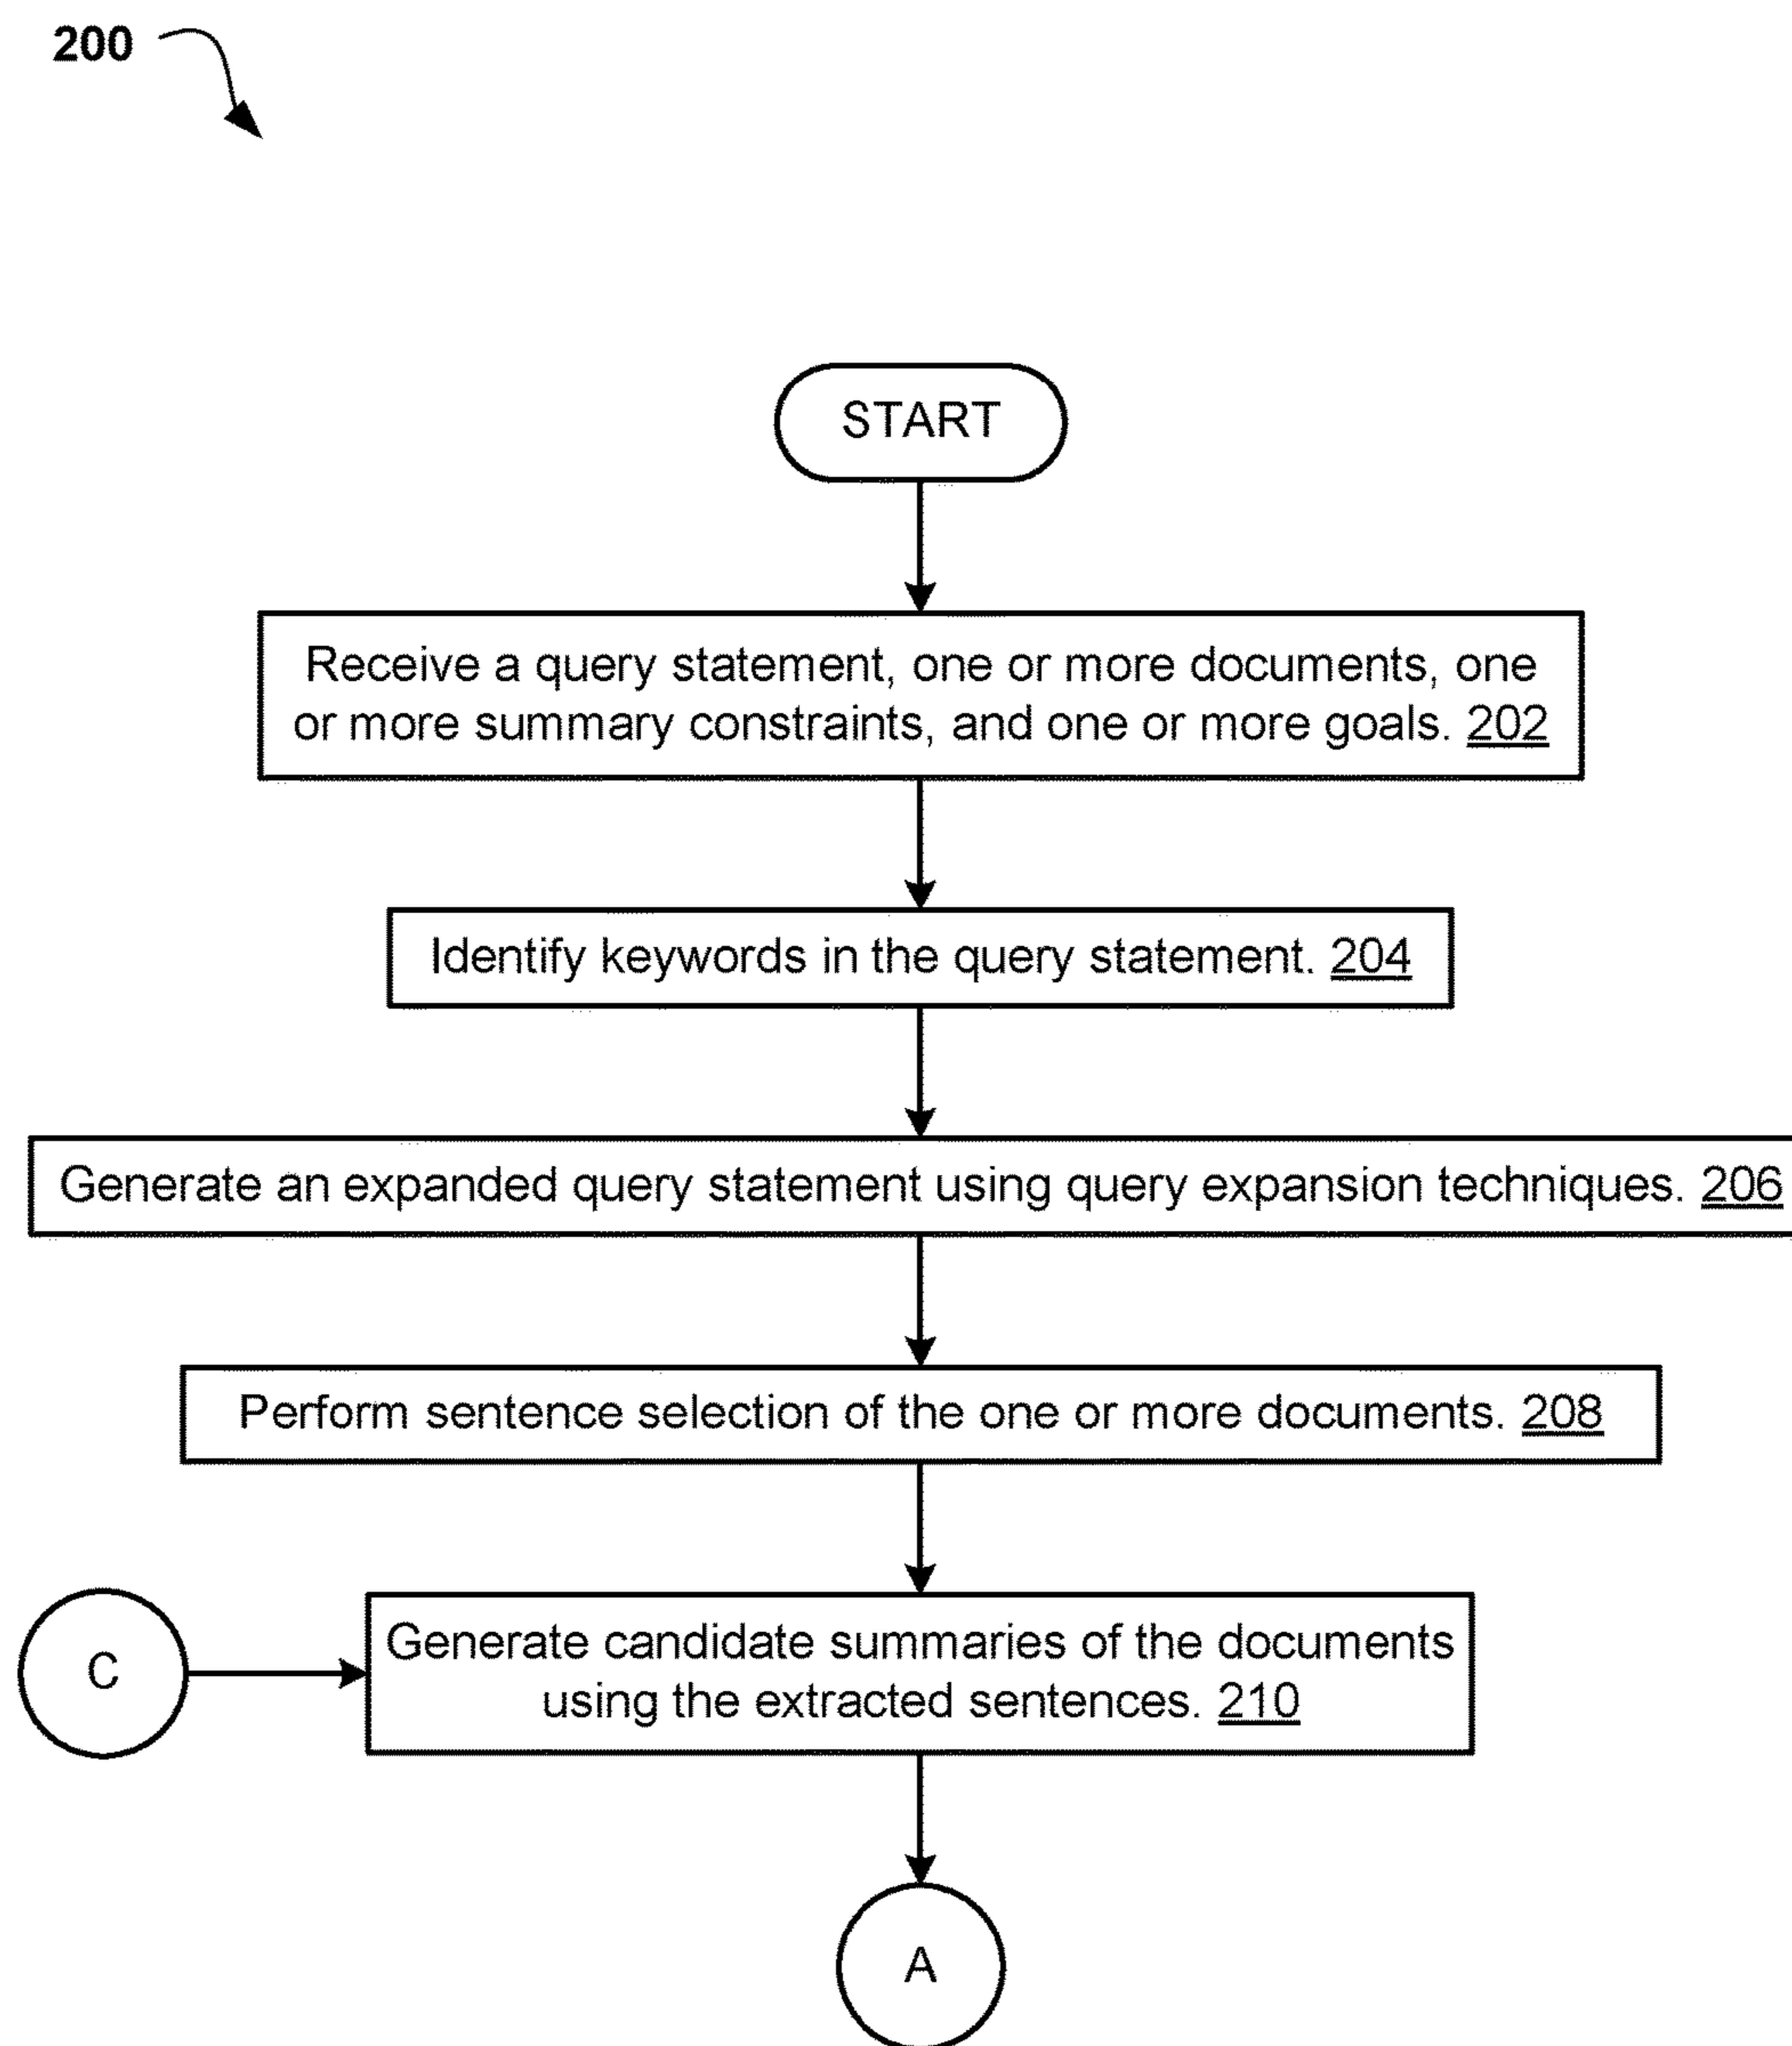 200
START
Receive a query statement, one or more documents, one
or more summary constraints, and one or more goals. 202
Identify keywords in the query statement. 204
Generate an expanded query statement using query expansion techniques. 206
Perform sentence selection of the one or more documents. 208
C
Generate candidate summaries of the documents
using the extracted sentences. 210
A